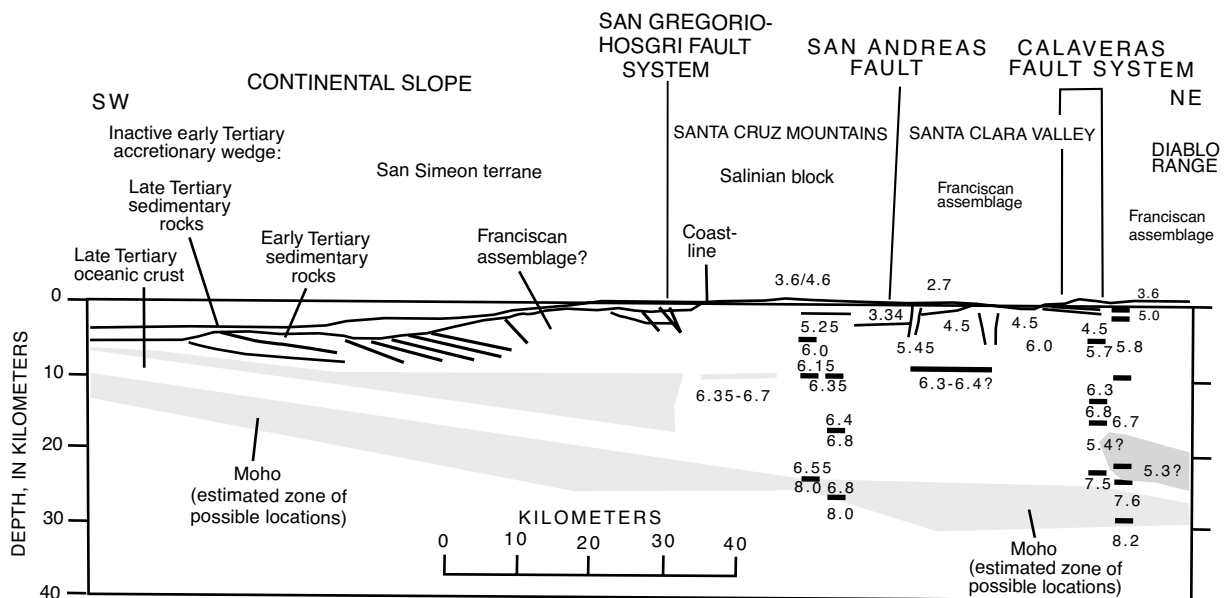 SAN GREGORIO-
HOSGRI FAULT
SYSTEM
SAN ANDREAS
FAULT
CALAVERAS
FAULT SYSTEM
CONTINENTAL SLOPE
SW
NE
Inactive early Tertiary
accretionary wedge:
SANTA CRUZ MOUNTAINS
SANTA CLARA VALLEY
DIABLO
RANGE
San Simeon terrane
Salinian block
Franciscan
assemblage
Late Tertiary
sedimentary
rocks
Franciscan
assemblage
Early Tertiary
sedimentary
rocks
Franciscan
assemblage?
Coast-
line
Late Tertiary
oceanic crust
3.6/4.6
2.7
3.6
0
3.34
5.0
5.25
4.5
4.5
4.5
6.0
5.45
6.0
5.7
5.8
6.15
10
6.35-6.7
6.35
6.3-6.4?
6.3
6.4
6.8
6.7
20
6.8
5.4?
6.55
5.3?
8.0
6.8
7.5
8.0
7.6
30
8.2
40
DEPTH, IN KILOMETERS
Moho
(estimated zone of
possible locations)
KILOMETERS
0 10 20 30 40
Moho
(estimated zone of
possible locations)